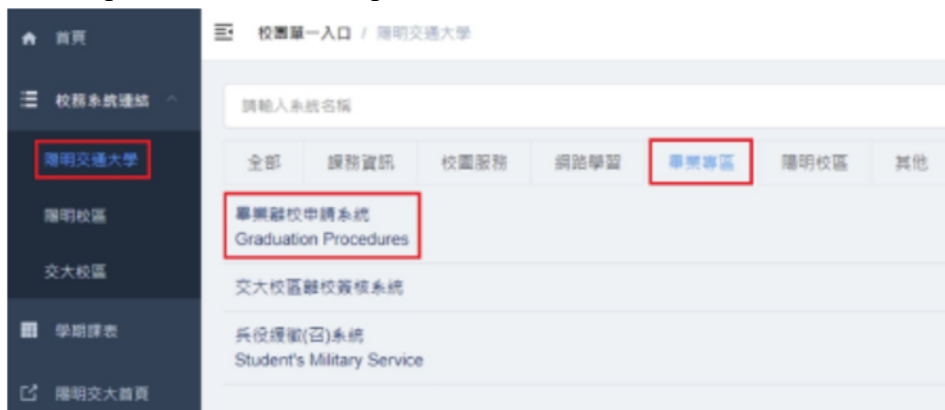 首頁
校園單一入口 / 陽明交通大學
校務系統連結
請輸入系統名稱
陽明交通大學
全部 課務資訊 校園服務 網路學習 畢業專區 陽明校區 其他
陽明校區
畢業離校申請系統
Graduation Procedures
交大校區
交大校區離校簽核系統
學期課表
兵役緩徵(召)系統
Student's Military Service
陽明交大首頁